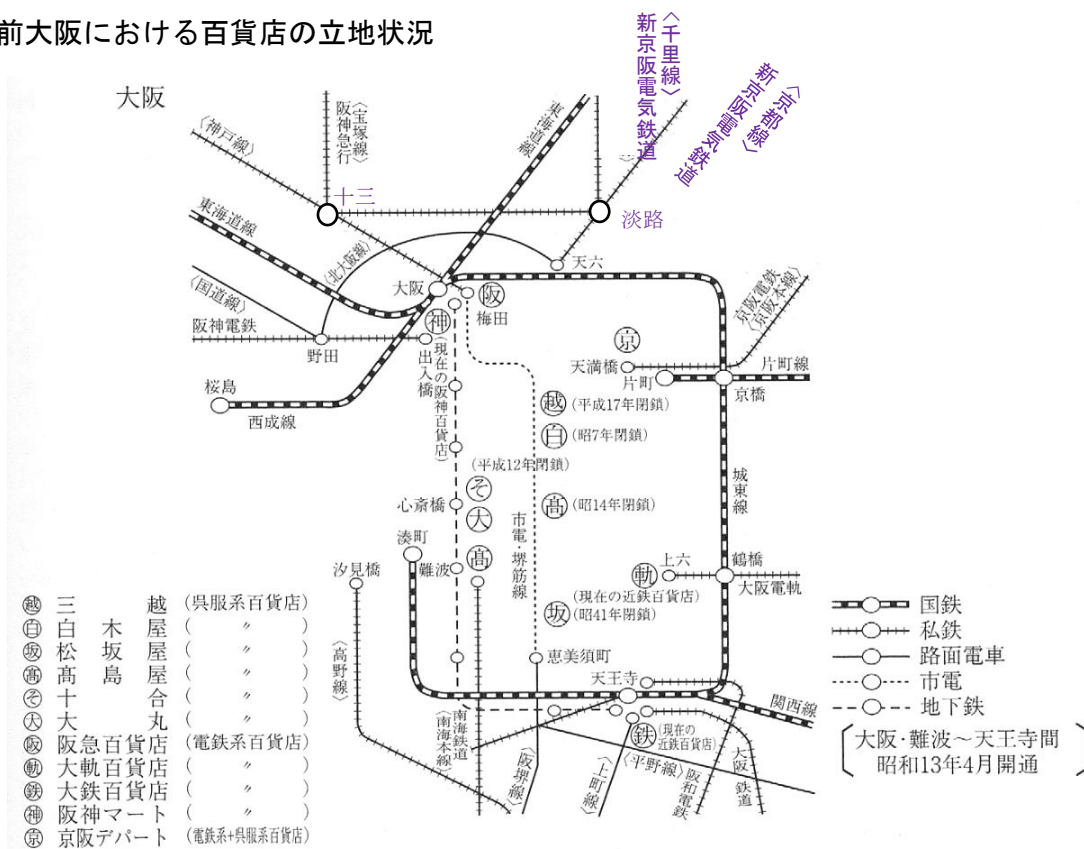 前大阪における百貨店の立地状況
大阪
〈千里線〉
新京阪電気鉄道
〈京都線〉
新京阪電気鉄道
〈神戸線〉
〈宝塚線〉
阪神急行
東海道線
十三
淡路
東海道線
〈北大阪線〉
天六
大阪
阪
梅田
〈国道線〉
阪神電鉄
野田
神
(現在の阪神百貨店)
出入橋
京阪電鉄
〈京阪本線〉
京
天満橋
片町
片町線
京橋
桜島
西成線
越 (平成17年閉鎖)
白 (昭7年閉鎖)
(平成12年閉鎖)
そ
心斎橋
大
髙 (昭14年閉鎖)
市電・堺筋線
城東線
湊町
難波
髙
汐見橋
軌
上六
鶴橋
大阪電軌
(現在の近鉄百貨店)
坂 (昭41年閉鎖)
恵美須町
天王寺
関西線
〈高野線〉
南海鉄道
〈南海本線〉
〈阪堺線〉
〈上町線〉
鉄 (現在の近鉄百貨店)
〈平野線〉
阪和電鉄
大阪鉄道
越 三越 (呉服系百貨店)
白 白木屋 ( 〃 )
坂 松坂屋 ( 〃 )
髙 髙島屋 ( 〃 )
そ 十合 ( 〃 )
大 大丸 ( 〃 )
阪 阪急百貨店 (電鉄系百貨店)
軌 大軌百貨店 ( 〃 )
鉄 大鉄百貨店 ( 〃 )
神 阪神マート ( 〃 )
京 京阪デパート (電鉄系+呉服系百貨店)
国鉄
私鉄
路面電車
市電
地下鉄
大阪・難波～天王寺間
昭和13年4月開通